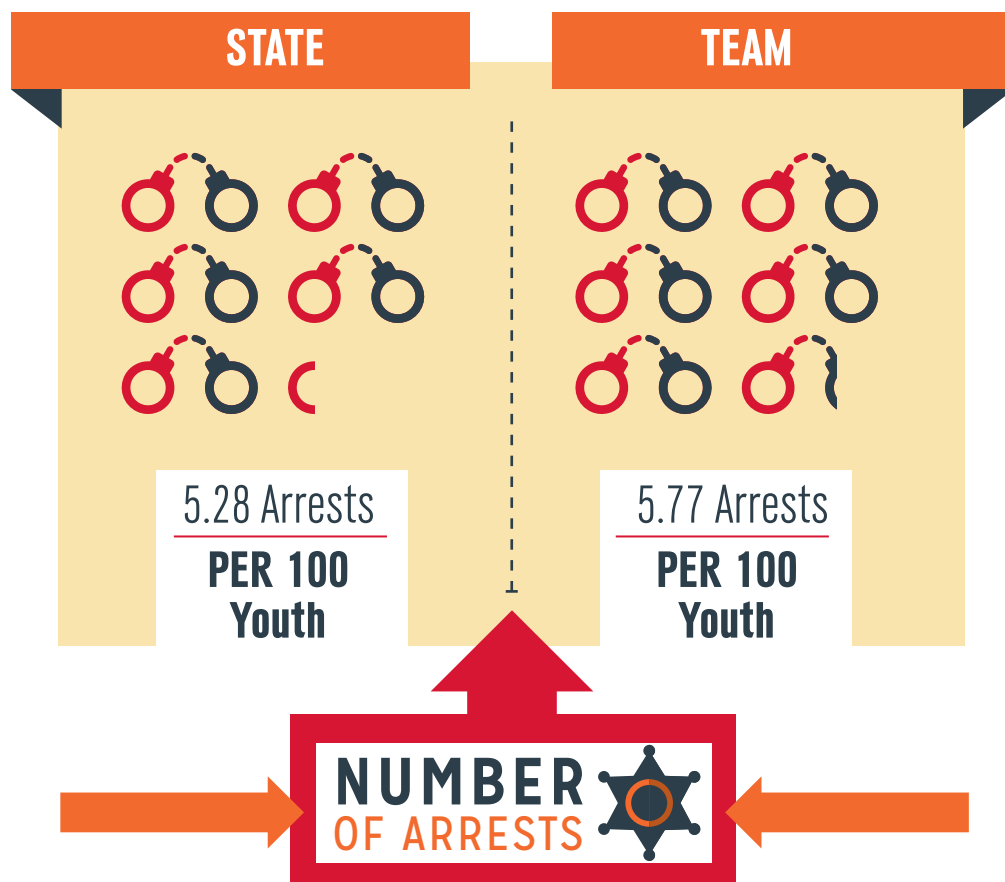 STATE
TEAM
5.28 Arrests
PER 100
Youth
5.77 Arrests
PER 100
Youth
NUMBER
OF ARRESTS